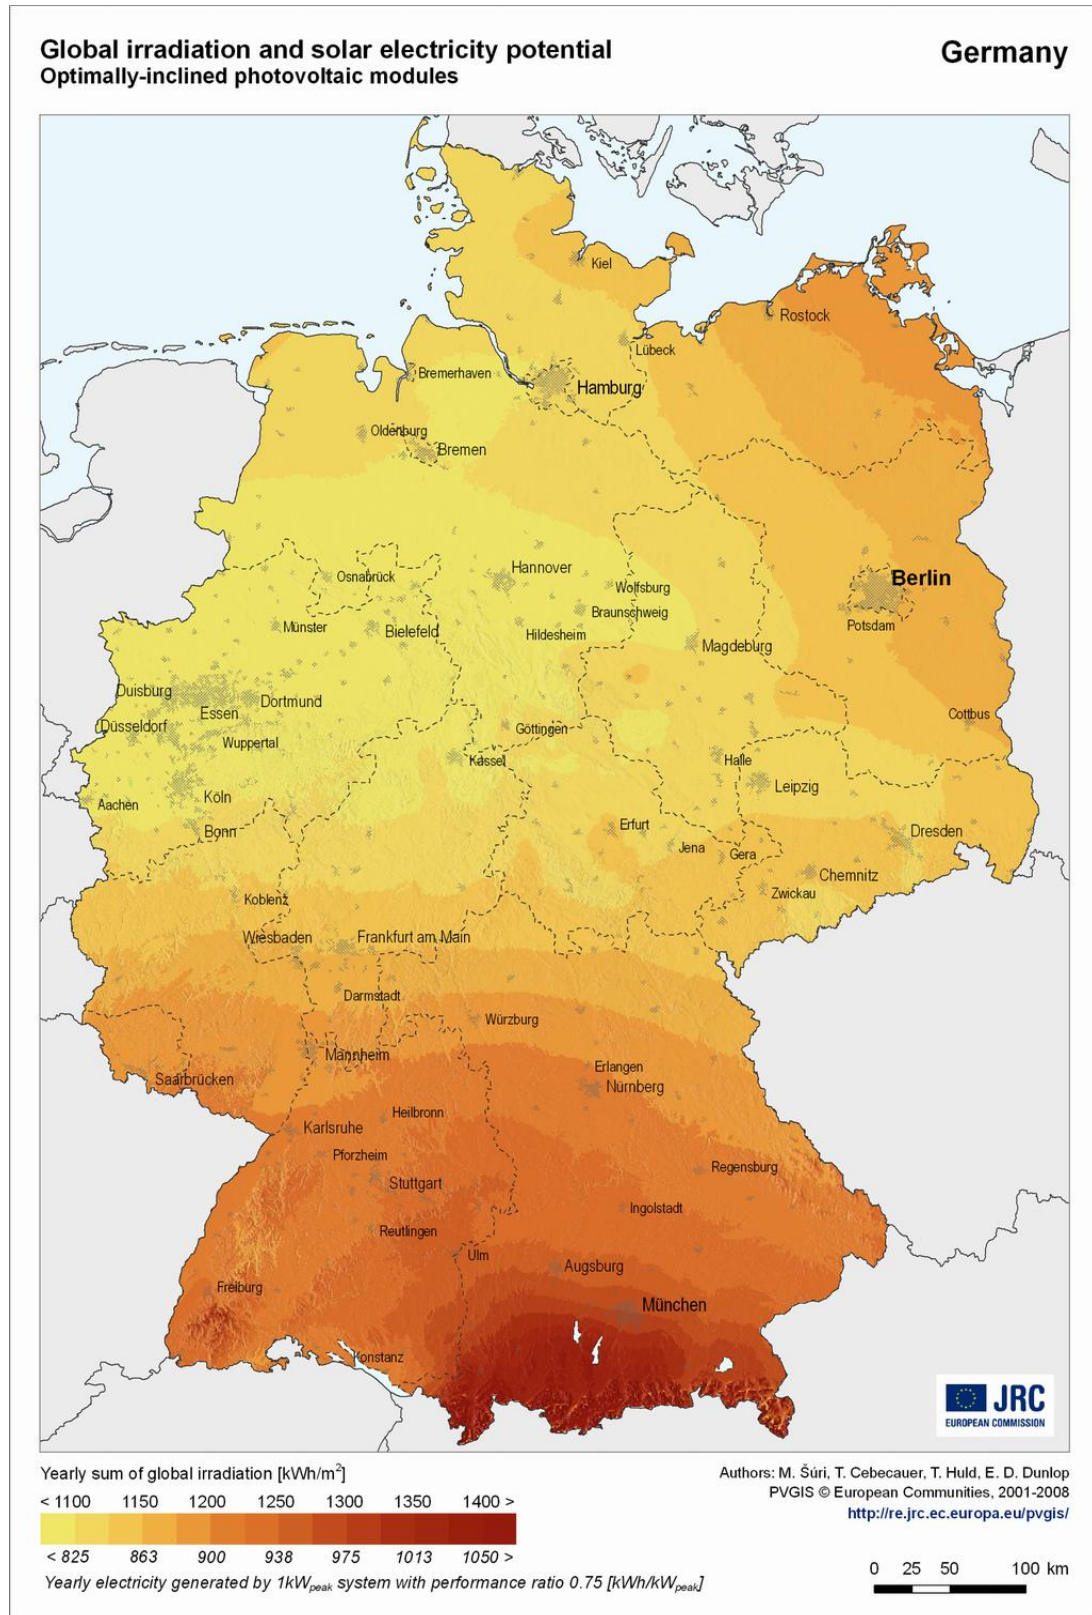 Global irradiation and solar electricity potential
Optimally-inclined photovoltaic modules
Germany
Kiel
Rostock
Lübeck
Bremerhaven
Hamburg
Oldenburg
Bremen
Hannover
Osnabrück
Wolfsburg
Berlin
Braunschweig
Münster
Bielefeld
Hildesheim
Potsdam
Magdeburg
Duisburg
Dortmund
Essen
Düsseldorf
Göttingen
Cottbus
Wuppertal
Kassel
Halle
Leipzig
Köln
Aachen
Bonn
Erfurt
Dresden
Jena
Gera
Chemnitz
Zwickau
Koblenz
Wiesbaden
Frankfurt am Main
Darmstadt
Würzburg
Mannheim
Erlangen
Saarbrücken
Nürnberg
Heilbronn
Karlsruhe
Pforzheim
Regensburg
Stuttgart
Ingolstadt
Reutlingen
Ulm
Augsburg
Freiburg
München
Konstanz
JRC
EUROPEAN COMMISSION
Yearly sum of global irradiation [kWh/m²]
< 1100 1150 1200 1250 1300 1350 1400 >
< 825 863 900 938 975 1013 1050 >
Yearly electricity generated by 1kWpeak system with performance ratio 0.75 [kWh/kWpeak]
Authors: M. Šúri, T. Cebecauer, T. Huld, E. D. Dunlop
PVGIS © European Communities, 2001-2008
http://re.jrc.ec.europa.eu/pvgis/
0 25 50 100 km